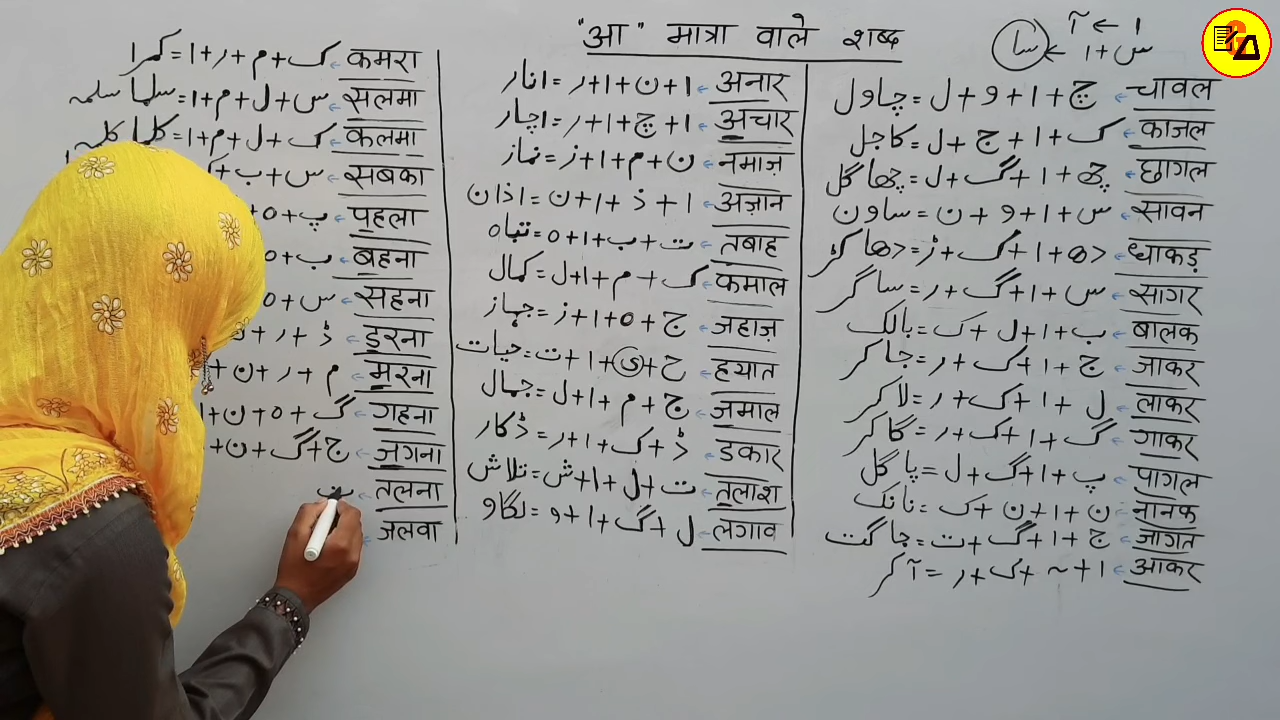 "आ" मात्रा वाले शब्द
ا ← آ
س + ا ← سا
चावल ← چ + ا + و + ل = چاول
काजल ← ک + ا + ج + ل = کاجل
छागल ← چھ + ا + گ + ل = چھاگل
सावन ← س + ا + و + ن = ساون
धाकड़ ← دھ + ا + ک + ڑ = دھاکڑ
सागर ← س + ا + گ + ر = ساگر
बालक ← ب + ا + ل + ک = بالک
जाकर ← ج + ا + ک + ر = جاکر
लाकर ← ل + ا + ک + ر = لاکر
गाकर ← گ + ا + ک + ر = گاکر
पागल ← پ + ا + گ + ل = پاگل
नानक ← ن + ا + ن + ک = نانک
जागत ← ج + ا + گ + ت = جاگت
आकर ← ا + ~ + ک + ر = آکر
अनार ← ا + ن + ا + ر = انار
अचार ← ا + چ + ا + ر = اچار
नमाज़ ← ن + م + ا + ز = نماز
अज़ान ← ا + ذ + ا + ن = اذان
तबाह ← ت + ب + ا + ہ = تباہ
कमाल ← ک + م + ا + ل = کمال
जहाज़ ← ج + ہ + ا + ز = جہاز
हयात ← ح + ی + ا + ت = حیات
जमाल ← ج + م + ا + ل = جمال
डकार ← ڈ + ک + ا + ر = ڈکار
तलाश ← ت + ل + ا + ش = تلاش
लगाव ← ل + گ + ا + و = لگاو
कमरा ← ک + م + ر + ا = کمرا
सलमा ← س + ل + م + ا = سلما سلمہ
कलमा ← ک + ل + م + ا = کلما کلمہ
सबका ← س + ب +
पहला ← پ + ہ +
बहना ← ب + ہ
सहना ← س + ہ
डरना ← ڈ + ر +
मरना ← م + ر + ن +
गहना ← گ + ہ + ن + ا
जगना ← ج + گ + ن +
तलना ← ت
जलवा ←